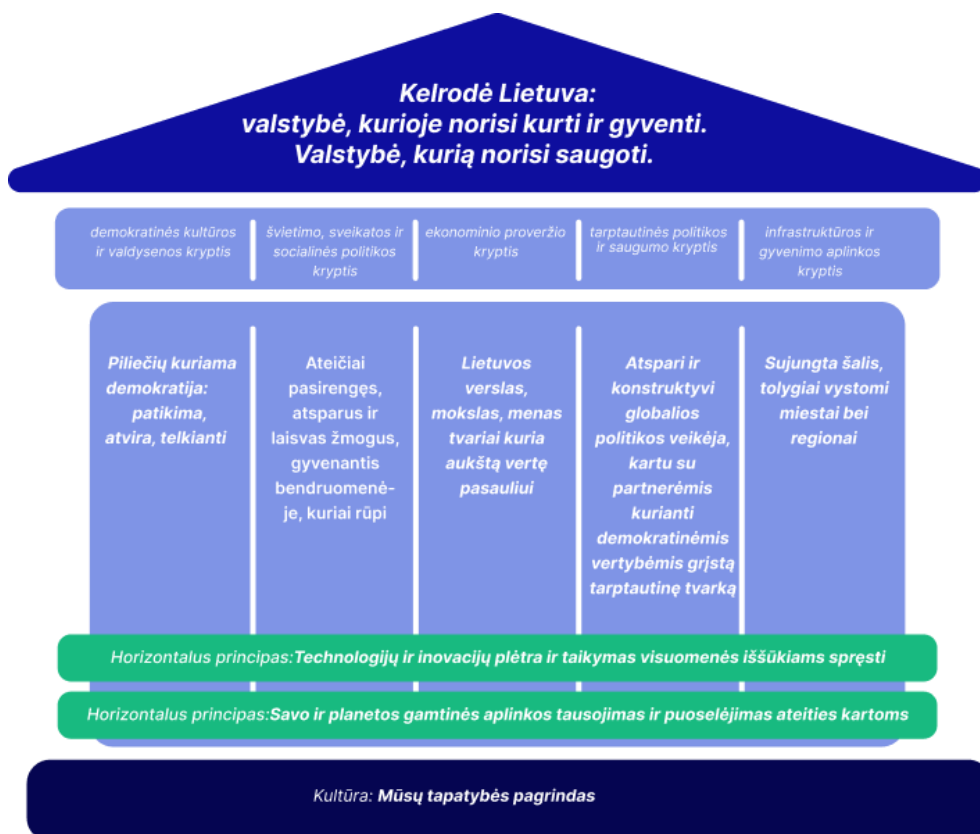 Kelrodė Lietuva:
valstybė, kurioje norisi kurti ir gyventi.
Valstybė, kurią norisi saugoti.
demokratinės kultūros
ir valdysenos kryptis
švietimo, sveikatos ir
socialinės politikos
kryptis
ekonominio proveržio
kryptis
tarptautinės politikos
ir saugumo kryptis
infrastruktūros ir
gyvenimo aplinkos
kryptis
Piliečių kuriama
demokratija:
patikima,
atvira, telkianti
Ateičiai
pasirengęs,
atsparus ir
laisvas žmogus,
gyvenantis
bendruomenė-
je, kuriai rūpi
Lietuvos
verslas,
mokslas, menas
tvariai kuria
aukštą vertę
pasauliui
Atspari ir
konstruktyvi
globalios
politikos veikėja,
kartu su
partnerėmis
kurianti
demokratinėmis
vertybėmis grįstą
tarptautinę tvarką
Sujungta šalis,
tolygiai vystomi
miestai bei
regionai
Horizontalus principas:Technologijų ir inovacijų plėtra ir taikymas visuomenės iššūkiams spręsti
Horizontalus principas:Savo ir planetos gamtinės aplinkos tausojimas ir puoselėjimas ateities kartoms
Kultūra: Mūsų tapatybės pagrindas